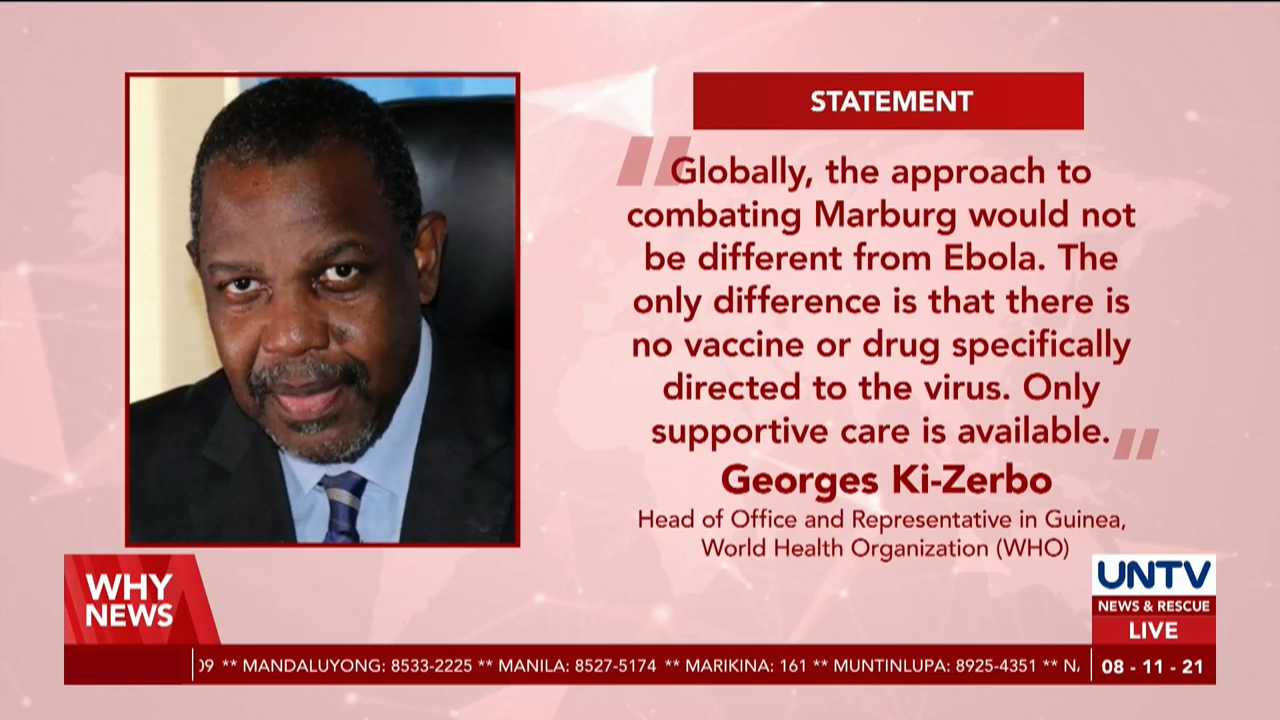 STATEMENT
"Globally, the approach to
combating Marburg would not
be different from Ebola. The
only difference is that there is
no vaccine or drug specifically
directed to the virus. Only
supportive care is available."
Georges Ki-Zerbo
Head of Office and Representative in Guinea,
World Health Organization (WHO)
WHY
NEWS
UNTV
NEWS & RESCUE
LIVE
09 ** MANDALUYONG: 8533-2225 ** MANILA: 8527-5174 ** MARIKINA: 161 ** MUNTINLUPA: 8925-4351 **
08 - 11 - 21